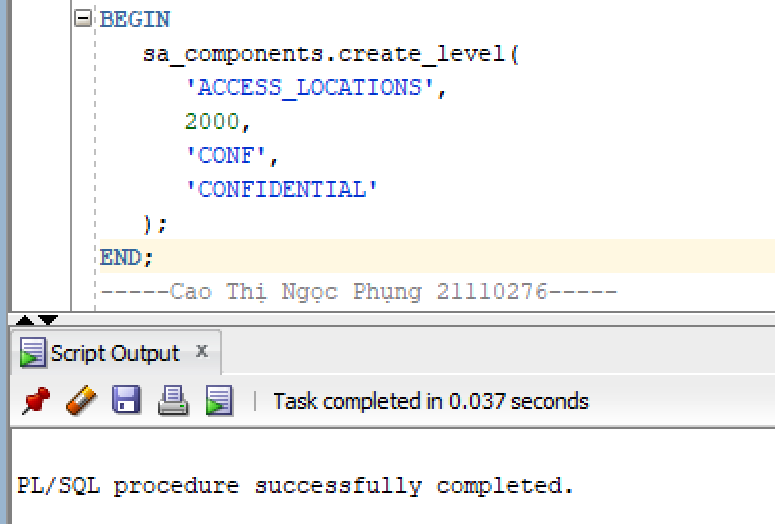 BEGIN
sa_components.create_level(
'ACCESS_LOCATIONS',
2000,
'CONF',
'CONFIDENTIAL'
);
END;
-----Cao Thị Ngọc Phụng 21110276-----
Script Output x
Task completed in 0.037 seconds
PL/SQL procedure successfully completed.